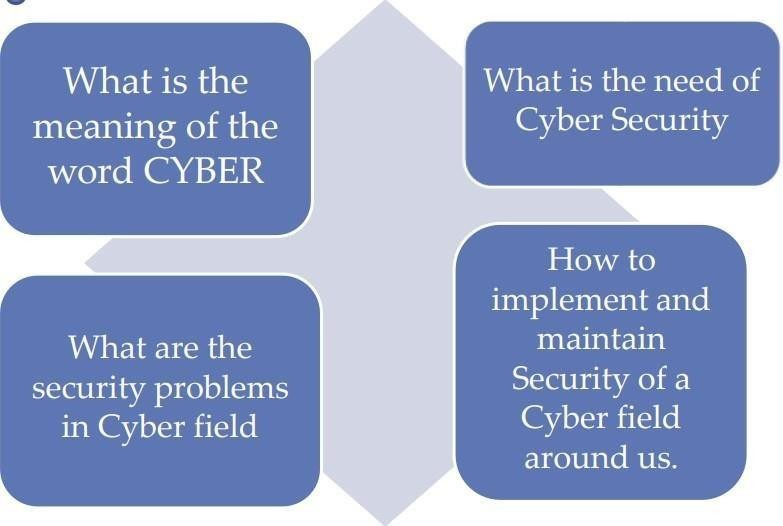 What is the
meaning of the
word CYBER
What is the need of
Cyber Security
What are the
security problems
in Cyber field
How to
implement and
maintain
Security of a
Cyber field
around us.